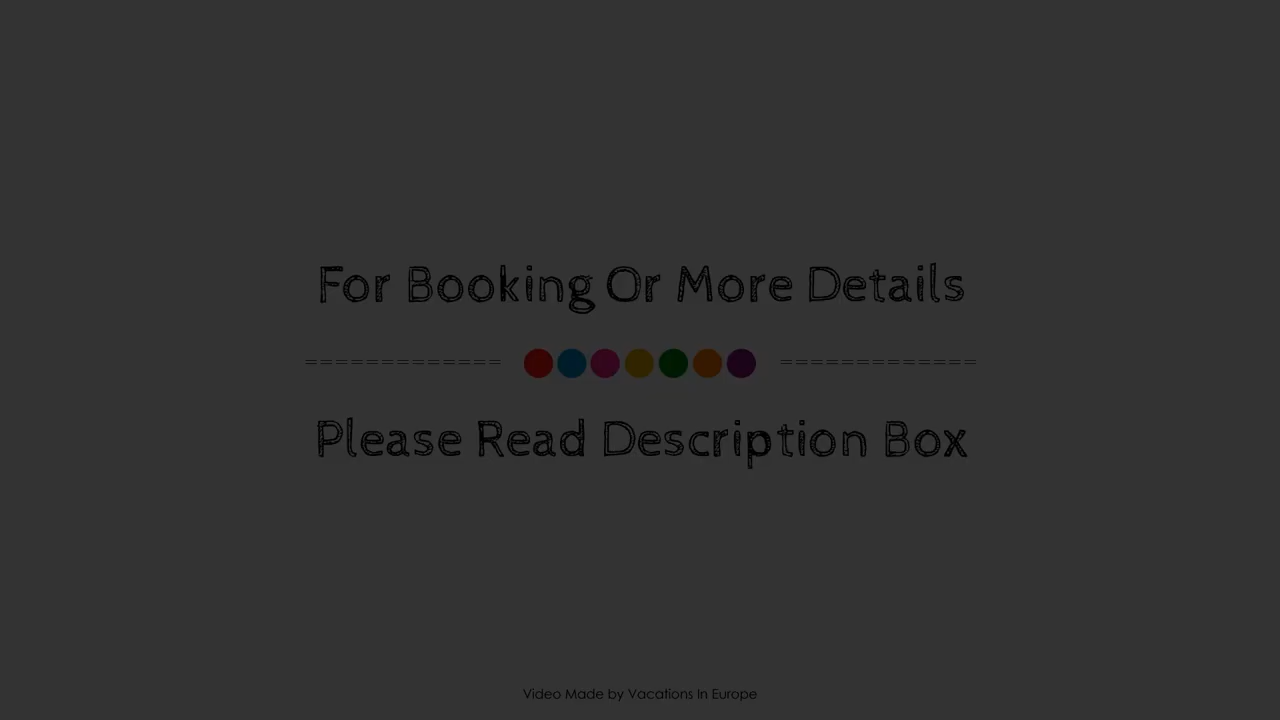 For Booking Or More Details
============= =============
Please Read Description Box
Video Made by Vacations In Europe